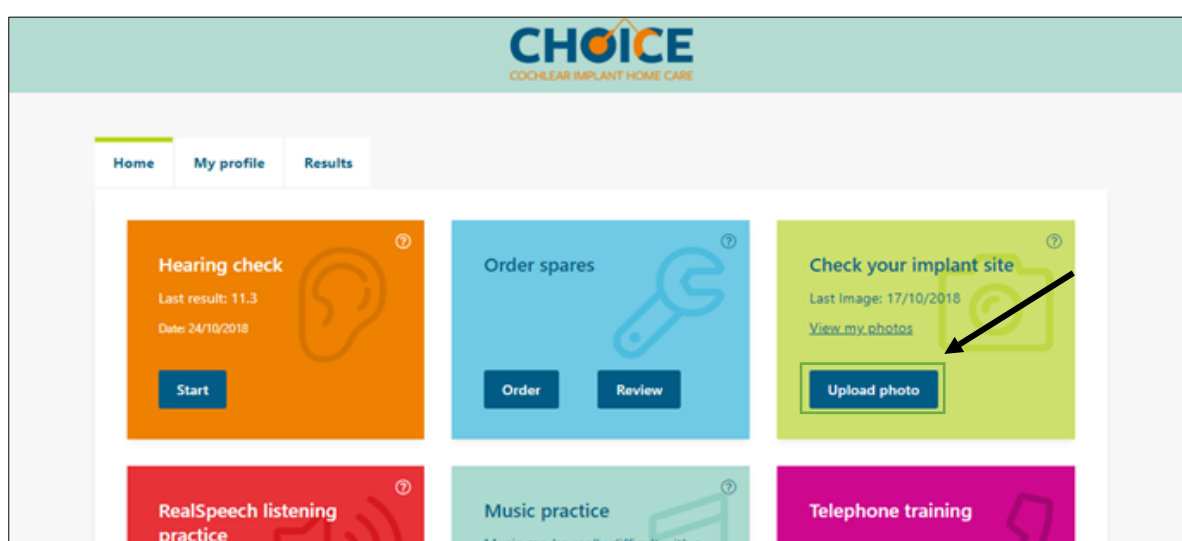 CHOICE
COCHLEAR IMPLANT HOME CARE
Home My profile Results
Hearing check
Last result: 11.3
Date: 24/10/2018
Start
Order spares
Order Review
Check your implant site
Last Image: 17/10/2018
View my photos
Upload photo
RealSpeech listening
practice
Music practice
Telephone training